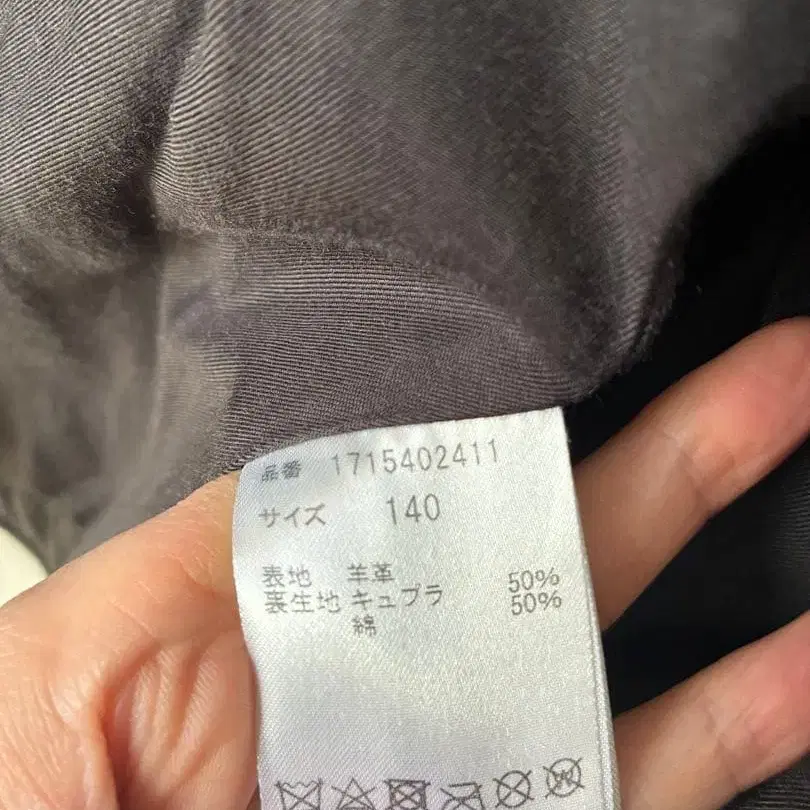 品番 1715402411
サイズ 140
表地 羊革
裏生地 キュプラ 50%
綿 50%